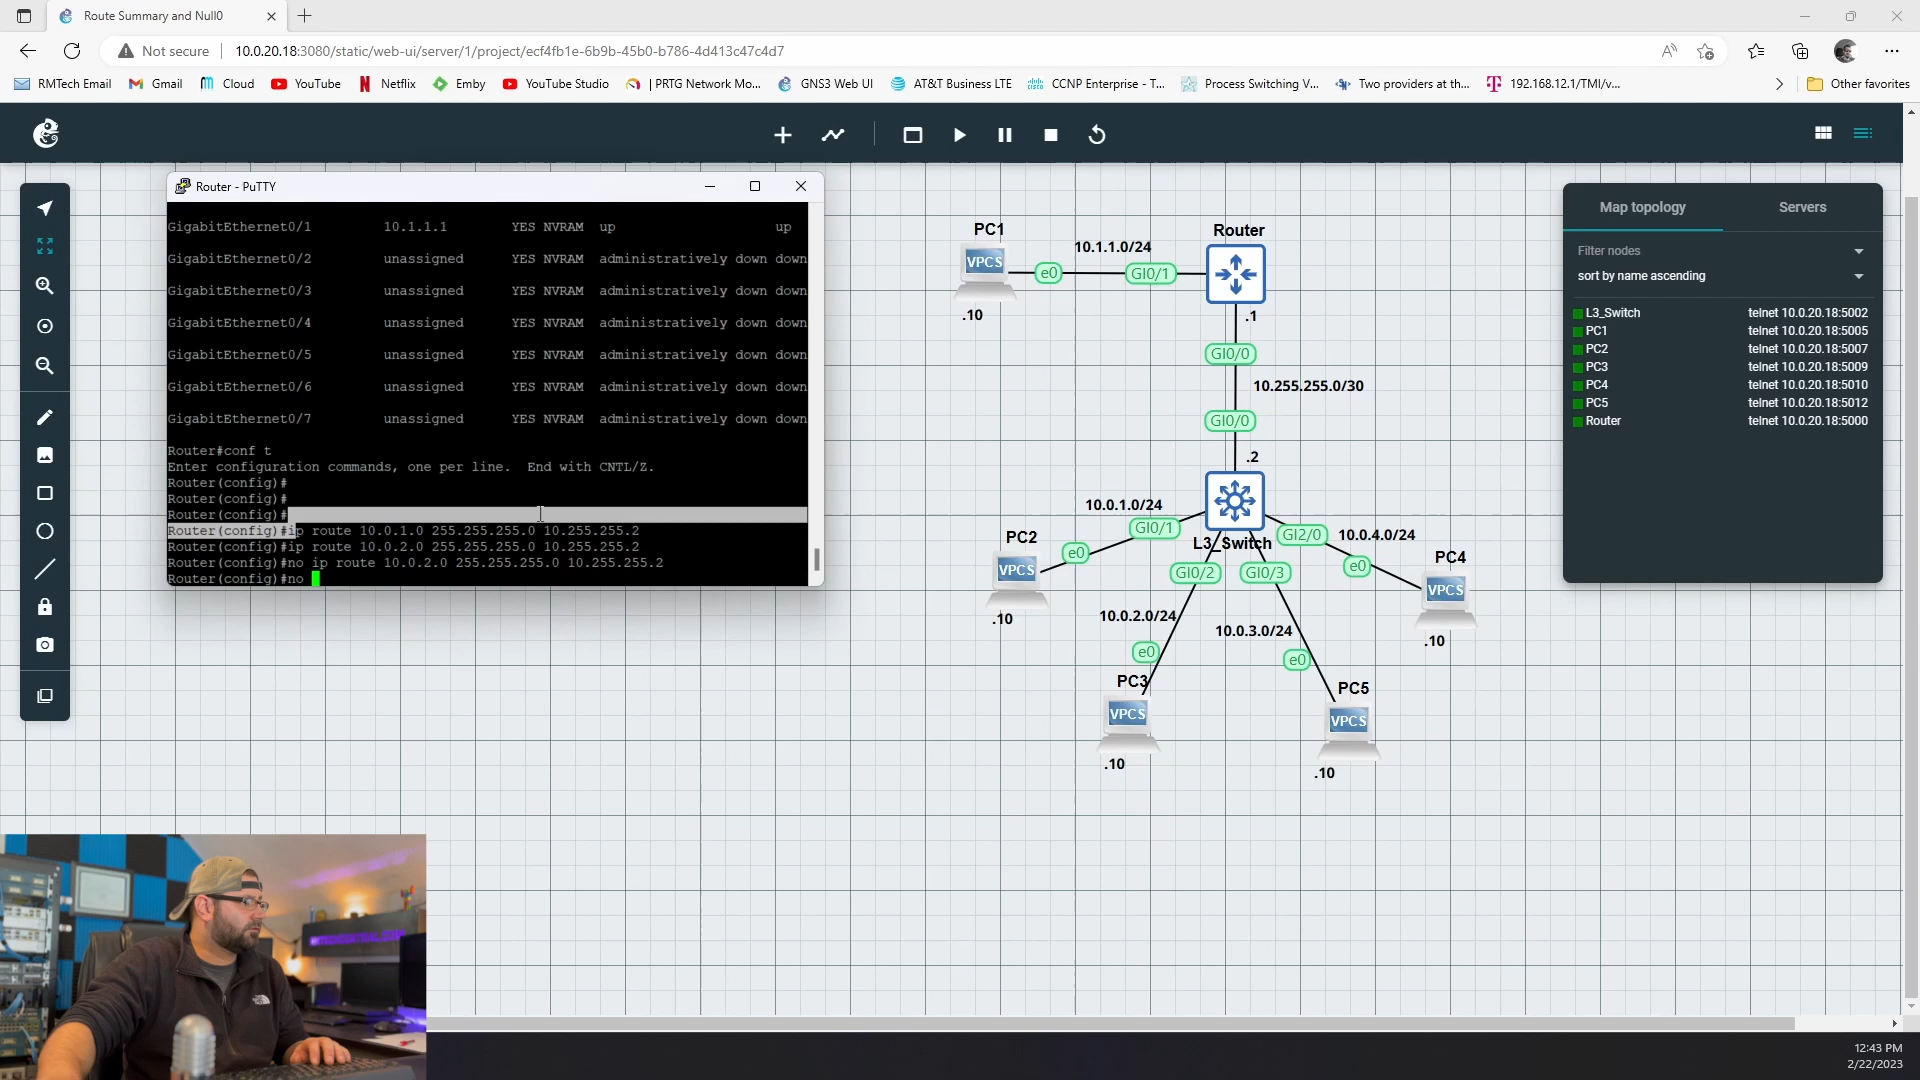 Route Summary and Null0
Not secure
10.0.20.18:3080/static/web-ui/server/1/project/ecf4fb1e-6b9b-45b0-b786-4d413c47c4d7
RMTech Email
Gmail
Cloud
YouTube
Netflix
Emby
YouTube Studio
| PRTG Network Mo...
GNS3 Web UI
AT&T Business LTE
CCNP Enterprise - T...
Process Switching V...
Two providers at th...
192.168.12.1/TMI/v...
Other favorites
Router - PuTTY
GigabitEthernet0/1 10.1.1.1 YES NVRAM up up
GigabitEthernet0/2 unassigned YES NVRAM administratively down down
GigabitEthernet0/3 unassigned YES NVRAM administratively down down
GigabitEthernet0/4 unassigned YES NVRAM administratively down down
GigabitEthernet0/5 unassigned YES NVRAM administratively down down
GigabitEthernet0/6 unassigned YES NVRAM administratively down down
GigabitEthernet0/7 unassigned YES NVRAM administratively down down
Router#conf t
Enter configuration commands, one per line. End with CNTL/Z.
Router(config)#
Router(config)#
Router(config)#
Router(config)#ip route 10.0.1.0 255.255.255.0 10.255.255.2
Router(config)#ip route 10.0.2.0 255.255.255.0 10.255.255.2
Router(config)#no ip route 10.0.2.0 255.255.255.0 10.255.255.2
Router(config)#no
PC1
VPCS
.10
e0
10.1.1.0/24
GI0/1
Router
.1
GI0/0
10.255.255.0/30
GI0/0
.2
L3_Switch
10.0.1.0/24
GI0/1
PC2
e0
VPCS
.10
GI2/0
10.0.4.0/24
PC4
e0
VPCS
.10
GI0/2
10.0.2.0/24
e0
PC3
VPCS
.10
GI0/3
10.0.3.0/24
e0
PC5
VPCS
.10
Map topology
Servers
Filter nodes
sort by name ascending
L3_Switch telnet 10.0.20.18:5002
PC1 telnet 10.0.20.18:5005
PC2 telnet 10.0.20.18:5007
PC3 telnet 10.0.20.18:5009
PC4 telnet 10.0.20.18:5010
PC5 telnet 10.0.20.18:5012
Router telnet 10.0.20.18:5000
12:43 PM
2/22/2023